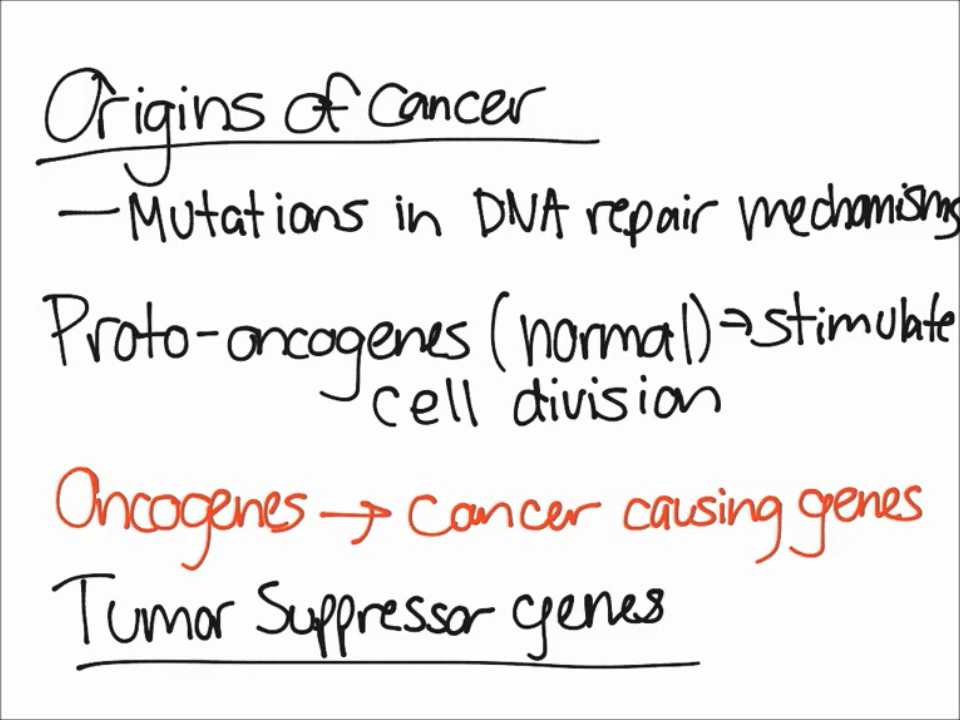 Origins of cancer
— Mutations in DNA repair mechanisms
Proto-oncogenes (normal) ⇒ stimulate
cell division
Oncogenes → cancer causing genes
Tumor Suppressor genes